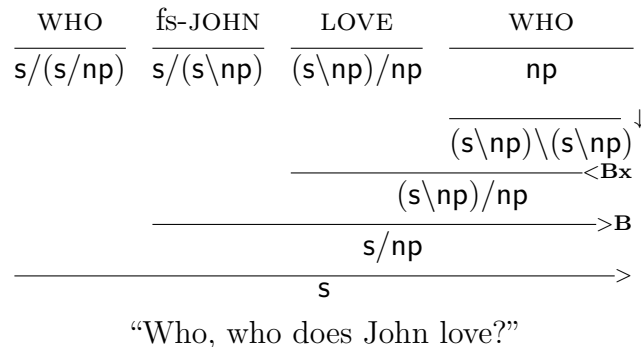 WHO fs-JOHN LOVE WHO
s/(s/np) s/(s\np) (s\np)/np np
↓
(s\np)\(s\np)
<Bx
(s\np)/np
>B
s/np
>
s
“Who, who does John love?”